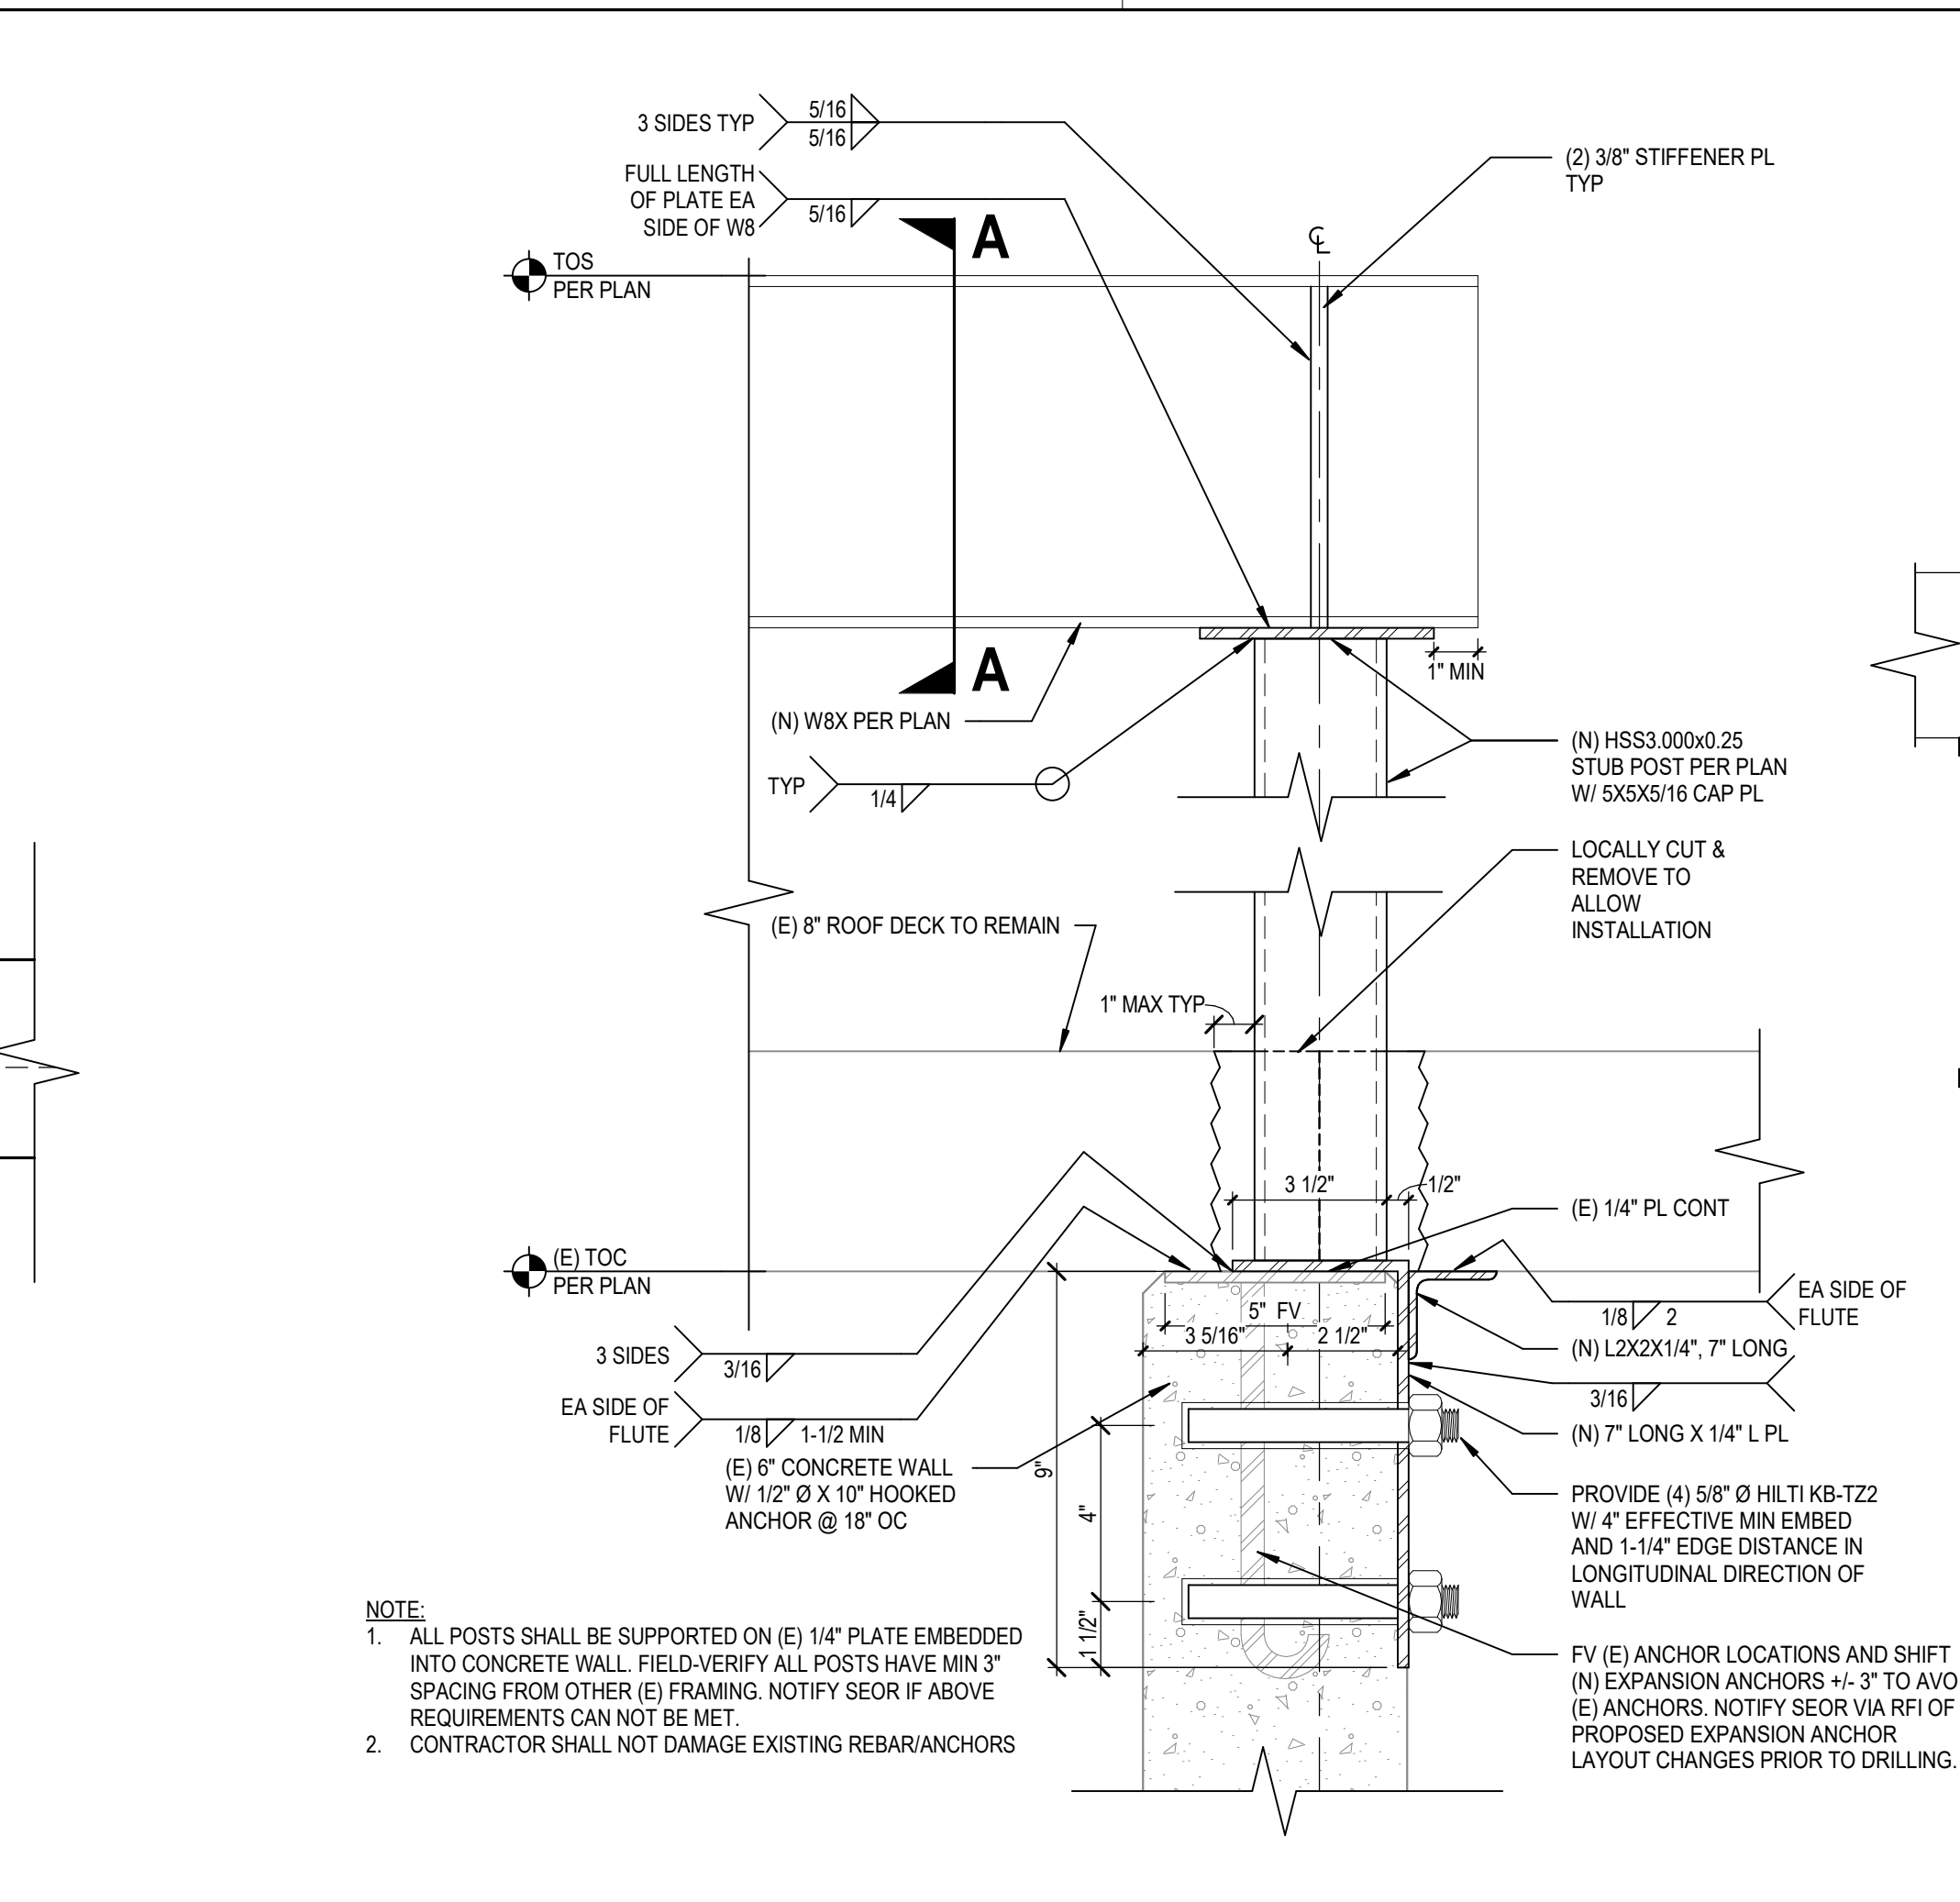 3 SIDES TYP
5/16
5/16
FULL LENGTH
OF PLATE EA
SIDE OF W8
5/16
A
(2) 3/8" STIFFENER PL
TYP
℄
TOS
PER PLAN
1" MIN
A
(N) W8X PER PLAN
TYP
1/4
(N) HSS3.000x0.25
STUB POST PER PLAN
W/ 5X5X5/16 CAP PL
LOCALLY CUT &
REMOVE TO
ALLOW
INSTALLATION
(E) 8" ROOF DECK TO REMAIN
1" MAX TYP
3 1/2"
1/2"
(E) 1/4" PL CONT
(E) TOC
PER PLAN
5" FV
3 5/16"
2 1/2"
EA SIDE OF
FLUTE
1/8
2
(N) L2X2X1/4", 7" LONG
3 SIDES
3/16
3/16
EA SIDE OF
FLUTE
1/8
1-1/2 MIN
(N) 7" LONG X 1/4" L PL
(E) 6" CONCRETE WALL
W/ 1/2" Ø X 10" HOOKED
ANCHOR @ 18" OC
9"
4"
1 1/2"
PROVIDE (4) 5/8" Ø HILTI KB-TZ2
W/ 4" EFFECTIVE MIN EMBED
AND 1-1/4" EDGE DISTANCE IN
LONGITUDINAL DIRECTION OF
WALL
FV (E) ANCHOR LOCATIONS AND SHIFT
(N) EXPANSION ANCHORS +/- 3" TO AVO
(E) ANCHORS. NOTIFY SEOR VIA RFI OF
PROPOSED EXPANSION ANCHOR
LAYOUT CHANGES PRIOR TO DRILLING.
NOTE:
1. ALL POSTS SHALL BE SUPPORTED ON (E) 1/4" PLATE EMBEDDED
INTO CONCRETE WALL. FIELD-VERIFY ALL POSTS HAVE MIN 3"
SPACING FROM OTHER (E) FRAMING. NOTIFY SEOR IF ABOVE
REQUIREMENTS CAN NOT BE MET.
2. CONTRACTOR SHALL NOT DAMAGE EXISTING REBAR/ANCHORS